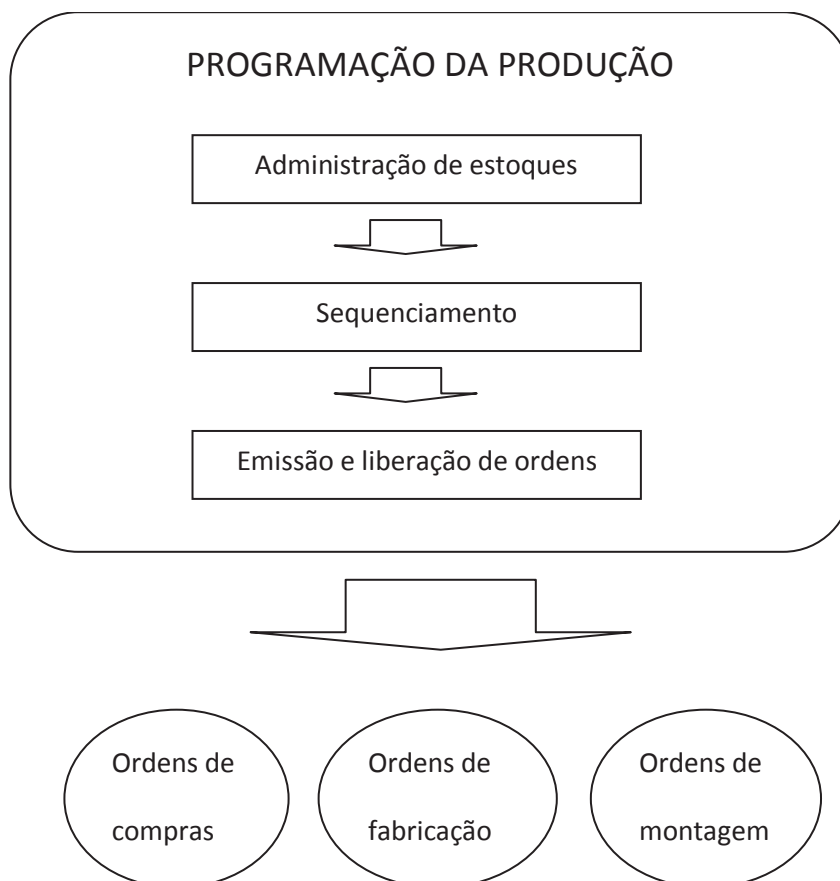 PROGRAMAÇÃO DA PRODUÇÃO
Administração de estoques
Sequenciamento
Emissão e liberação de ordens
Ordens de
compras
Ordens de
fabricação
Ordens de
montagem